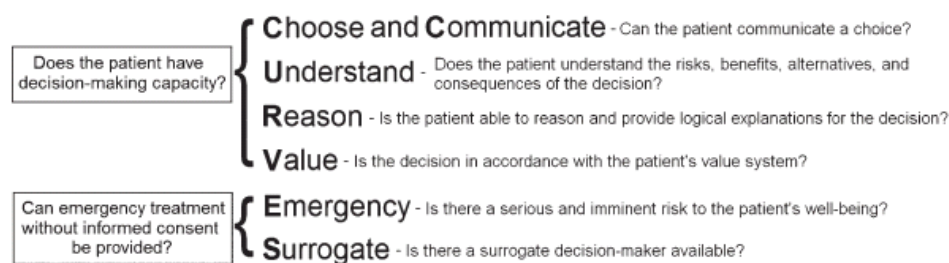 Does the patient have
decision-making capacity?
Choose and Communicate - Can the patient communicate a choice?
Understand - Does the patient understand the risks, benefits, alternatives, and
consequences of the decision?
Reason - Is the patient able to reason and provide logical explanations for the decision?
Value - Is the decision in accordance with the patient's value system?
Can emergency treatment
without informed consent
be provided?
Emergency - Is there a serious and imminent risk to the patient's well-being?
Surrogate - Is there a surrogate decision-maker available?